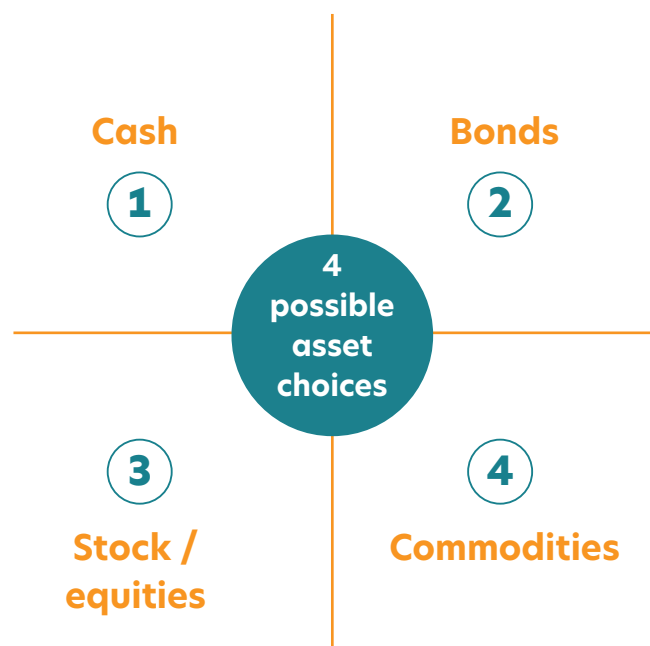 Cash
1
Bonds
2
4
possible
asset
choices
3
Stock /
equities
4
Commodities